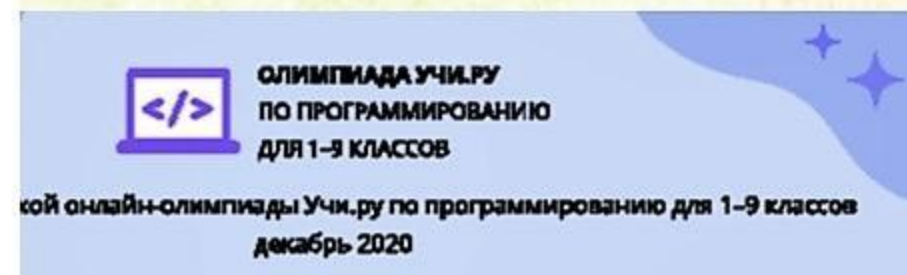 </>
ОЛИМПИАДА УЧИ.РУ
ПО ПРОГРАММИРОВАНИЮ
ДЛЯ 1–9 КЛАССОВ
кой онлайн-олимпиады Учи.ру по программированию для 1–9 классов
декабрь 2020